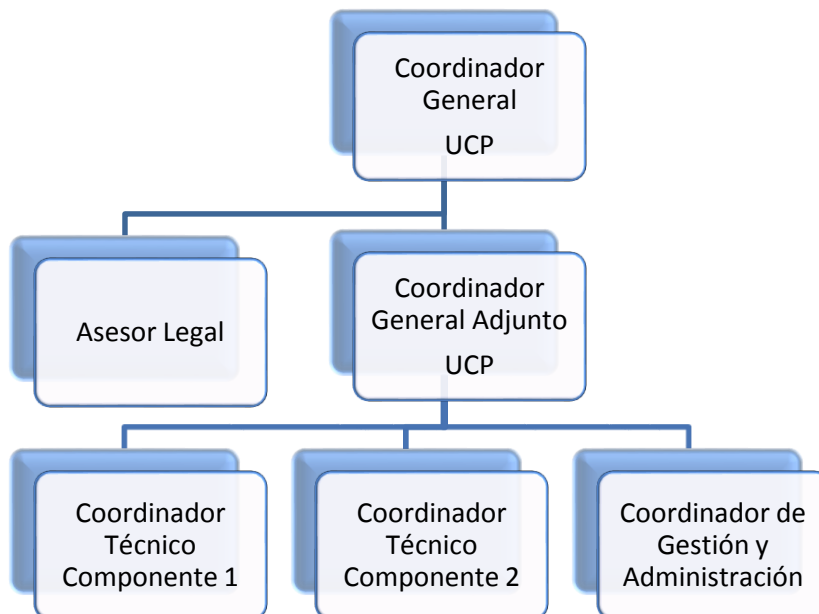 Coordinador
General
UCP
Asesor Legal
Coordinador
General Adjunto
UCP
Coordinador
Técnico
Componente 1
Coordinador
Técnico
Componente 2
Coordinador de
Gestión y
Administración